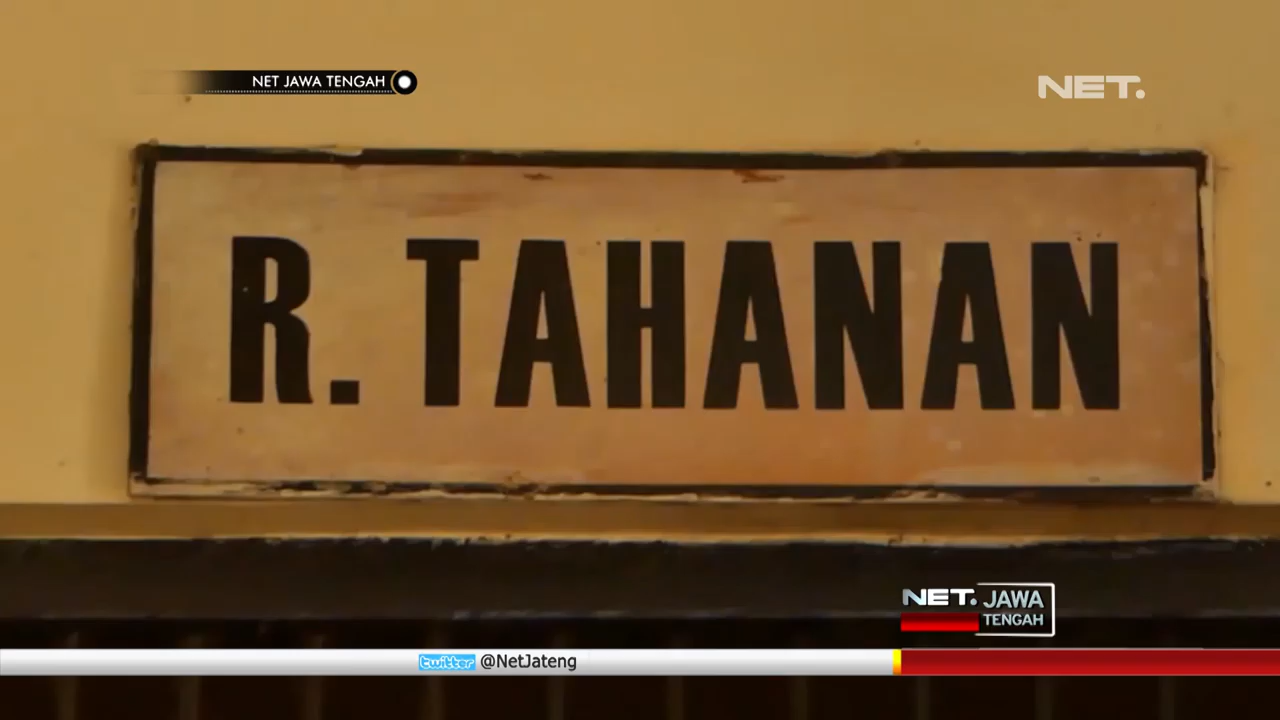 NET JAWA TENGAH
NET.
R. TAHANAN
NET. JAWA
TENGAH
twitter @NetJateng